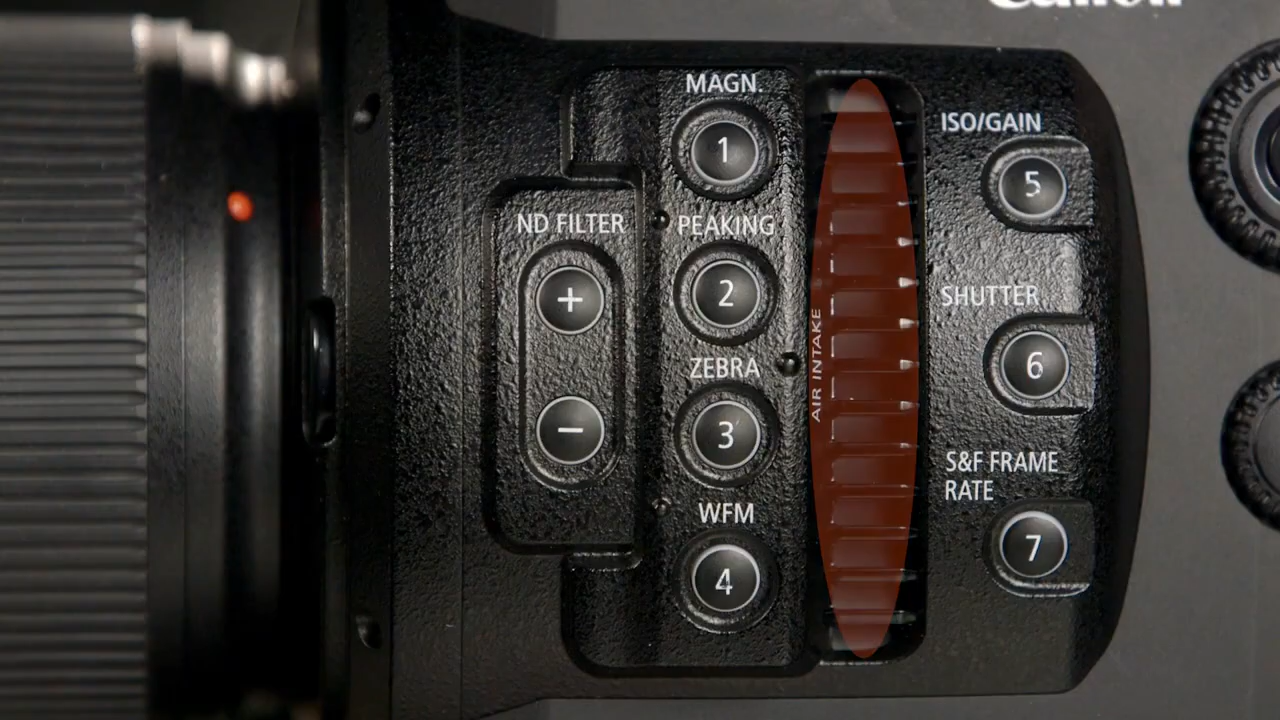 Canon
MAGN.
1
ISO/GAIN
5
ND FILTER
+
−
PEAKING
2
SHUTTER
6
AIR INTAKE
ZEBRA
3
S&F FRAME
RATE
7
WFM
4